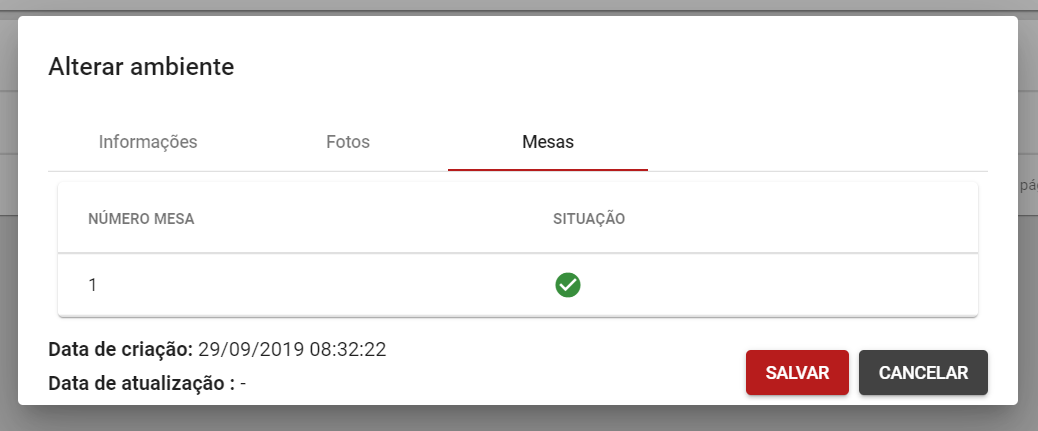 Alterar ambiente
Informações Fotos Mesas
NÚMERO MESA SITUAÇÃO
1
Data de criação: 29/09/2019 08:32:22
Data de atualização : -
SALVAR CANCELAR